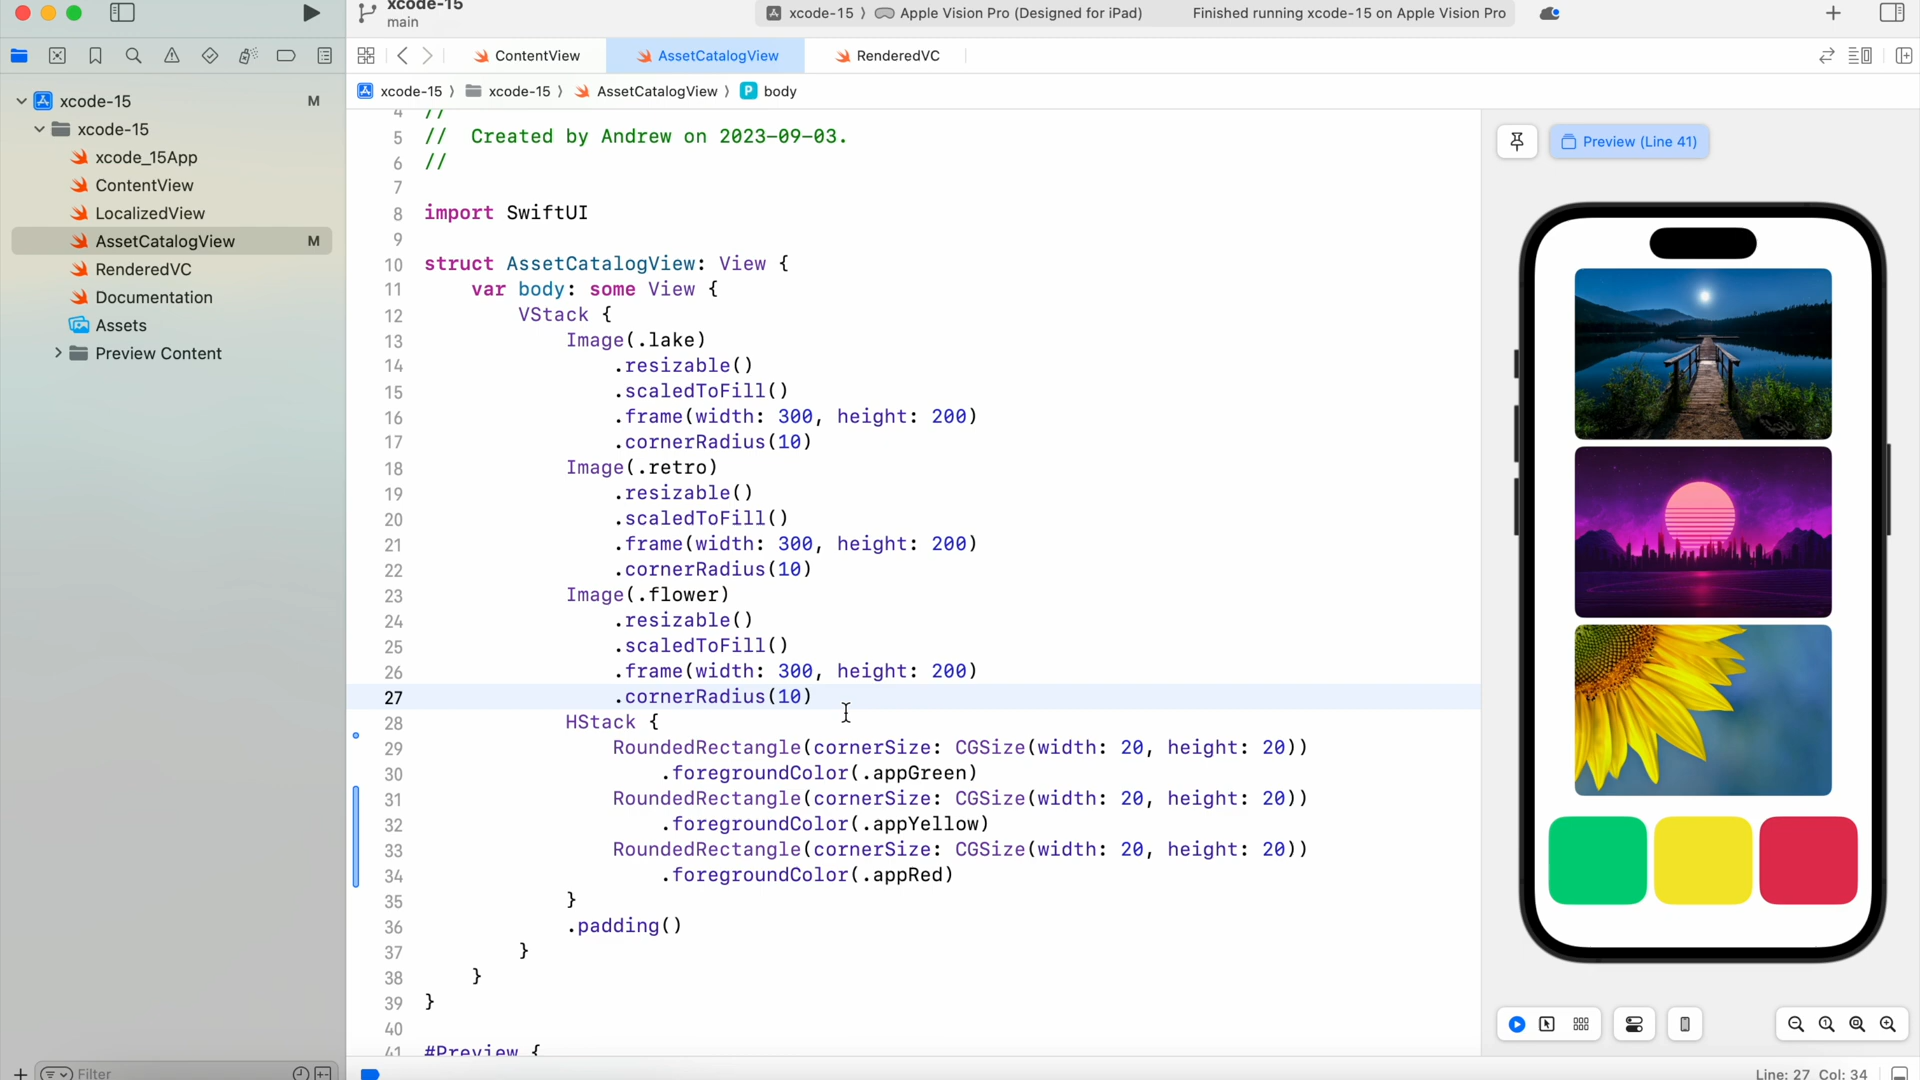 xcode-15
main
xcode-15 ⟩ Apple Vision Pro (Designed for iPad)
Finished running xcode-15 on Apple Vision Pro
ContentView
AssetCatalogView
RenderedVC
xcode-15 ⟩ xcode-15 ⟩ AssetCatalogView ⟩ P body
xcode-15 M
xcode-15
xcode_15App
ContentView
LocalizedView
AssetCatalogView M
RenderedVC
Documentation
Assets
Preview Content
Filter
4 //
5 // Created by Andrew on 2023-09-03.
6 //
7
8 import SwiftUI
9
10 struct AssetCatalogView: View {
11 var body: some View {
12 VStack {
13 Image(.lake)
14 .resizable()
15 .scaledToFill()
16 .frame(width: 300, height: 200)
17 .cornerRadius(10)
18 Image(.retro)
19 .resizable()
20 .scaledToFill()
21 .frame(width: 300, height: 200)
22 .cornerRadius(10)
23 Image(.flower)
24 .resizable()
25 .scaledToFill()
26 .frame(width: 300, height: 200)
27 .cornerRadius(10)
28 HStack {
29 RoundedRectangle(cornerSize: CGSize(width: 20, height: 20))
30 .foregroundColor(.appGreen)
31 RoundedRectangle(cornerSize: CGSize(width: 20, height: 20))
32 .foregroundColor(.appYellow)
33 RoundedRectangle(cornerSize: CGSize(width: 20, height: 20))
34 .foregroundColor(.appRed)
35 }
36 .padding()
37 }
38 }
39 }
40
41 #Preview {
Preview (Line 41)
Line: 27 Col: 34